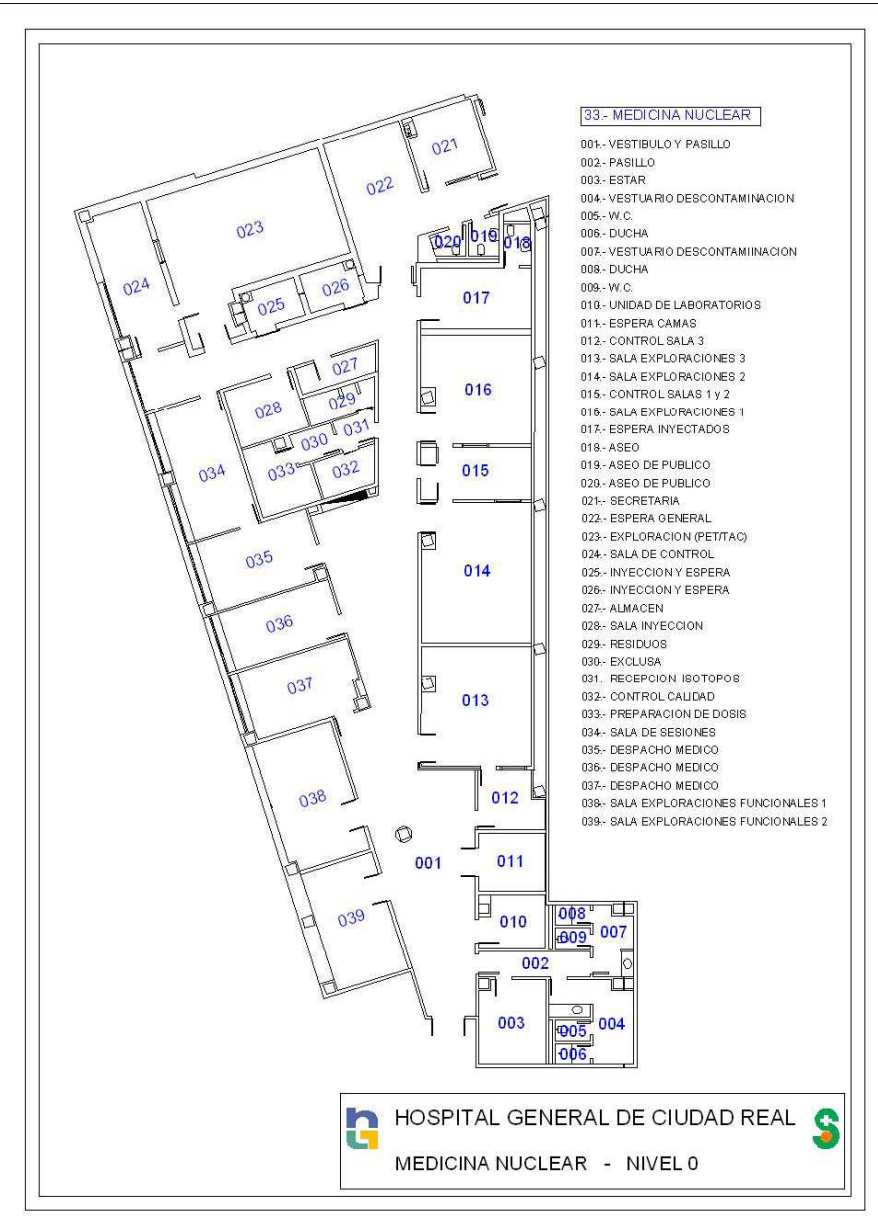 33.- MEDICINA NUCLEAR
001.- VESTIBULO Y PASILLO
002.- PASILLO
003.- ESTAR
004.- VESTUARIO DESCONTAMINACION
005.- W.C.
006.- DUCHA
007.- VESTUARIO DESCONTAMIINACION
008.- DUCHA
009.- W.C.
010.- UNIDAD DE LABORATORIOS
011.- ESPERA CAMAS
012.- CONTROL SALA 3
013.- SALA EXPLORACIONES 3
014.- SALA EXPLORACIONES 2
015.- CONTROL SALAS 1 y 2
016.- SALA EXPLORACIONES 1
017.- ESPERA INYECTADOS
018.- ASEO
019.- ASEO DE PUBLICO
020.- ASEO DE PUBLICO
021.- SECRETARIA
022.- ESPERA GENERAL
023.- EXPLORACION (PET/TAC)
024.- SALA DE CONTROL
025.- INYECCION Y ESPERA
026.- INYECCION Y ESPERA
027.- ALMACEN
028.- SALA INYECCION
029.- RESIDUOS
030.- EXCLUSA
031. RECEPCION ISOTOPOS
032.- CONTROL CALIDAD
033.- PREPARACION DE DOSIS
034.- SALA DE SESIONES
035.- DESPACHO MEDICO
036.- DESPACHO MEDICO
037.- DESPACHO MEDICO
038.- SALA EXPLORACIONES FUNCIONALES 1
039.- SALA EXPLORACIONES FUNCIONALES 2
021
022
023
020
019
018
024
026
025
017
027
016
029
028
031
030
015
032
033
034
035
014
036
037
013
038
012
001
011
039
010
008
009
007
002
003
005
004
006
HOSPITAL GENERAL DE CIUDAD REAL
MEDICINA NUCLEAR - NIVEL 0